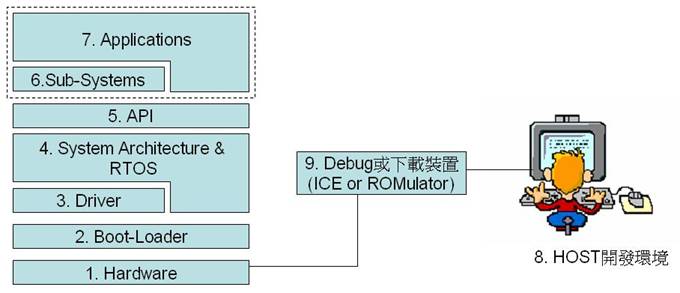 7. Applications
6.Sub-Systems
5. API
4. System Architecture &
RTOS
3. Driver
2. Boot-Loader
1. Hardware
9. Debug或下載裝置
(ICE or ROMulator)
8. HOST開發環境